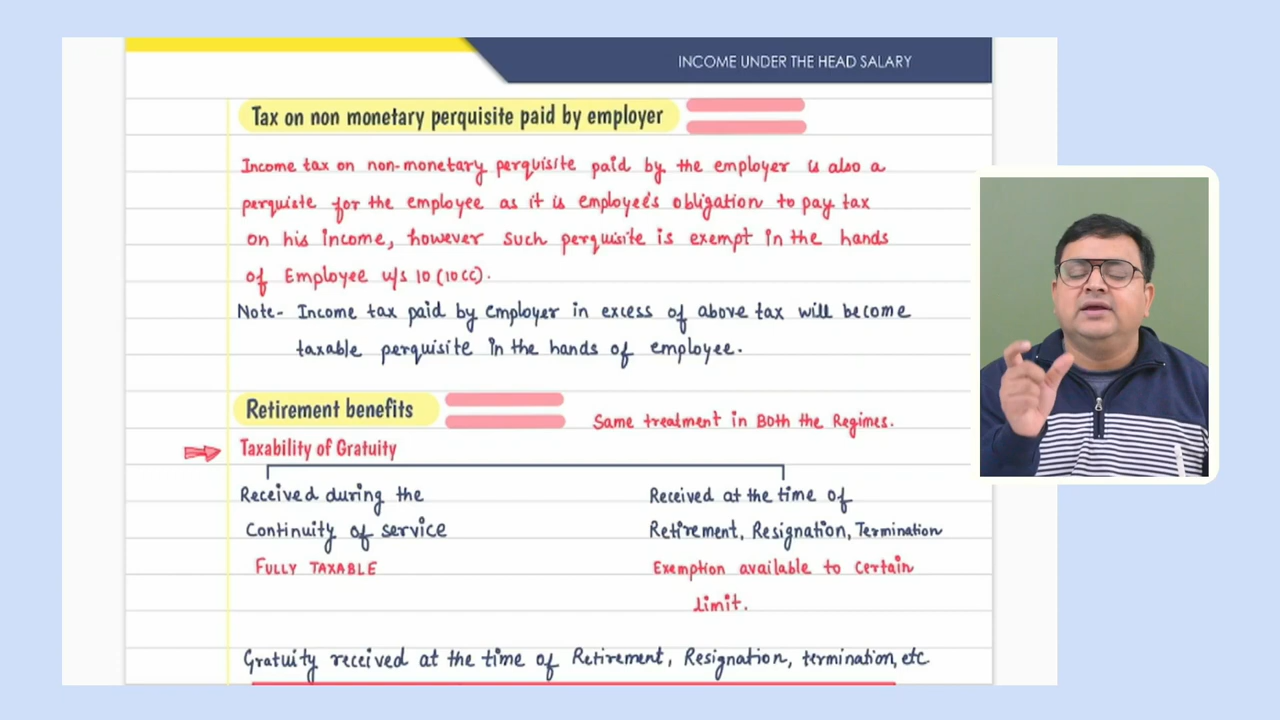 INCOME UNDER THE HEAD SALARY
Tax on non monetary perquisite paid by employer
Income tax on non-monetary perquisite paid by the employer is also a
perquiste for the employee as it is employee's obligation to pay tax
on his income, however such perquisite is exempt in the hands
of Employee u/s 10 (10 CC).
Note- Income tax paid by employer in excess of above tax will become
taxable perquisite in the hands of employee.
Retirement benefits
Same treatment in Both the Regimes.
Taxability of Gratuity
Received during the
Continuity of service
FULLY TAXABLE
Received at the time of
Retirement, Resignation, Termination
Exemption available to certain
limit.
Gratuity received at the time of Retirement, Resignation, termination, etc